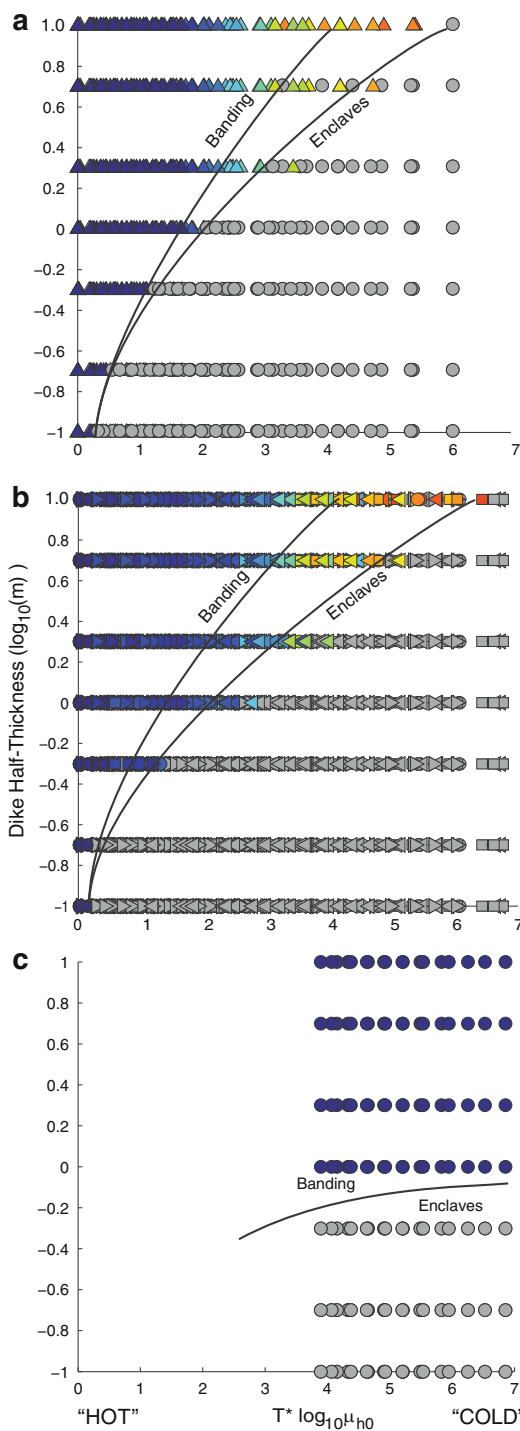 a
1.0
0.8
0.6
0.4
0.2
0
−0.2
−0.4
−0.6
−0.8
−1
Banding
Enclaves
0 1 2 3 4 5 6 7
b
1.0
0.8
0.6
0.4
0.2
0
−0.2
−0.4
−0.6
−0.8
−1
Dike Half-Thickness (log10(m) )
Banding
Enclaves
0 1 2 3 4 5 6 7
c
1
0.8
0.6
0.4
0.2
0
−0.2
−0.4
−0.6
−0.8
−1
Banding
Enclaves
0 1 2 3 4 5 6 7
“HOT” T* log10μh0 “COLD”